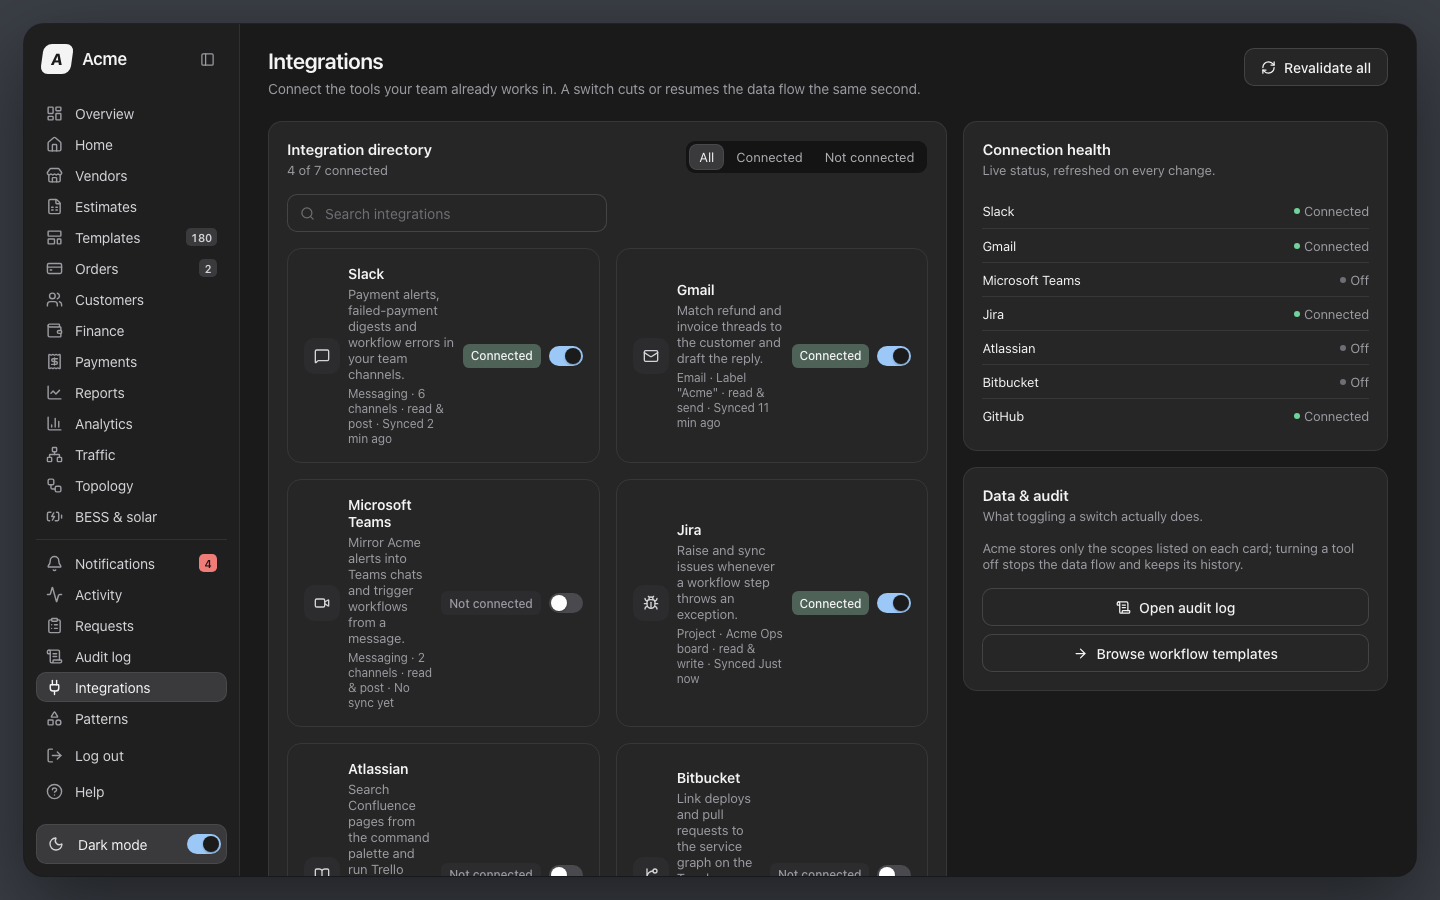 A Acme
Overview
Home
Vendors
Estimates
Templates 180
Orders 2
Customers
Finance
Payments
Reports
Analytics
Traffic
Topology
BESS & solar
Notifications 4
Activity
Requests
Audit log
Integrations
Patterns
Log out
Help
Dark mode
Integrations
Connect the tools your team already works in. A switch cuts or resumes the data flow the same second.
Revalidate all
Integration directory
4 of 7 connected
All Connected Not connected
Search integrations
Slack
Payment alerts,
failed-payment
digests and
workflow errors in
your team
channels.
Messaging · 6
channels · read &
post · Synced 2
min ago
Connected
Gmail
Match refund and
invoice threads to
the customer and
draft the reply.
Email · Label
"Acme" · read &
send · Synced 11
min ago
Connected
Microsoft
Teams
Mirror Acme
alerts into
Teams chats
and trigger
workflows
from a
message.
Messaging · 2
channels · read
& post · No
sync yet
Not connected
Jira
Raise and sync
issues whenever
a workflow step
throws an
exception.
Project · Acme Ops
board · read &
write · Synced Just
now
Connected
Atlassian
Search
Confluence
pages from
the command
palette and
run Trello
Not connected
Bitbucket
Link deploys
and pull
requests to
the service
graph on the
Not connected
Connection health
Live status, refreshed on every change.
Slack Connected
Gmail Connected
Microsoft Teams Off
Jira Connected
Atlassian Off
Bitbucket Off
GitHub Connected
Data & audit
What toggling a switch actually does.
Acme stores only the scopes listed on each card; turning a tool
off stops the data flow and keeps its history.
Open audit log
Browse workflow templates